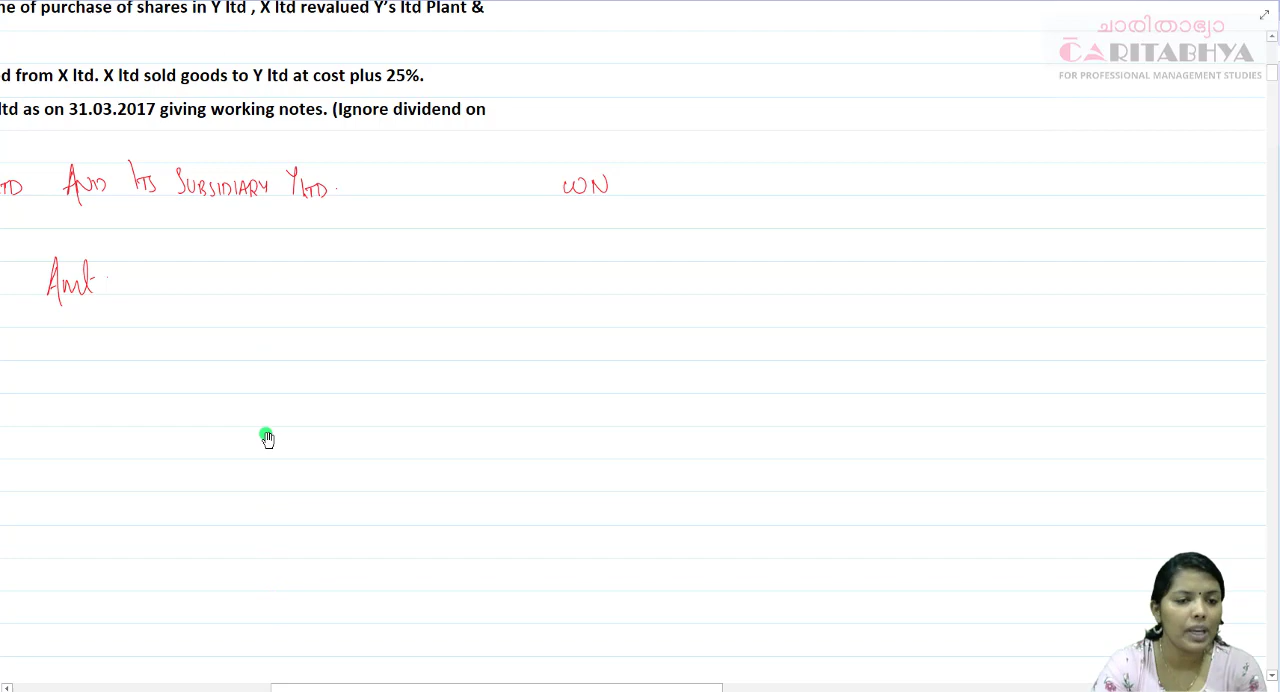 ne of purchase of shares in Y ltd , X ltd revalued Y's ltd Plant &
ചാരിതാഭ്യാ
CARITABHYA
FOR PROFESSIONAL MANAGEMENT STUDIES
d from X ltd. X ltd sold goods to Y ltd at cost plus 25%.
ltd as on 31.03.2017 giving working notes. (Ignore dividend on
LTD AND ITS SUBSIDIARY Y LTD.
WN
Amt